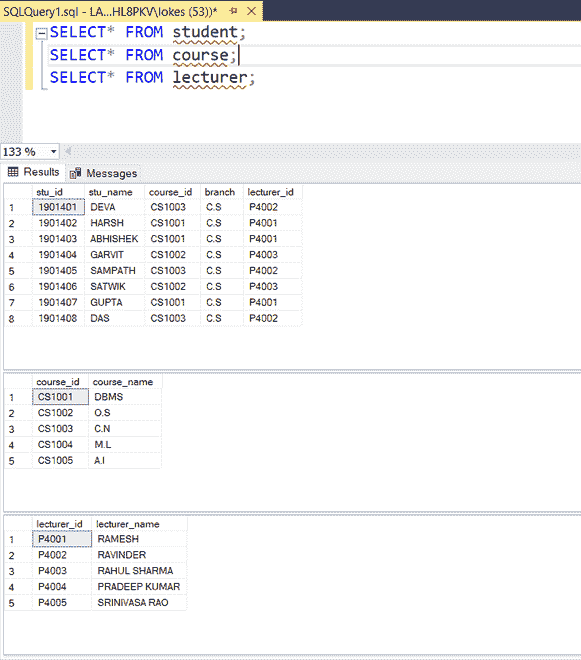 SQLQuery1.sql - LA...HL8PKV\lokes (53))*
SELECT* FROM student;
SELECT* FROM course;
SELECT* FROM lecturer;
133 %
Results Messages
stu_id stu_name course_id branch lecturer_id
1 1901401 DEVA CS1003 C.S P4002
2 1901402 HARSH CS1001 C.S P4001
3 1901403 ABHISHEK CS1001 C.S P4001
4 1901404 GARVIT CS1002 C.S P4003
5 1901405 SAMPATH CS1003 C.S P4002
6 1901406 SATWIK CS1002 C.S P4003
7 1901407 GUPTA CS1001 C.S P4001
8 1901408 DAS CS1003 C.S P4002
course_id course_name
1 CS1001 DBMS
2 CS1002 O.S
3 CS1003 C.N
4 CS1004 M.L
5 CS1005 A.I
lecturer_id lecturer_name
1 P4001 RAMESH
2 P4002 RAVINDER
3 P4003 RAHUL SHARMA
4 P4004 PRADEEP KUMAR
5 P4005 SRINIVASA RAO